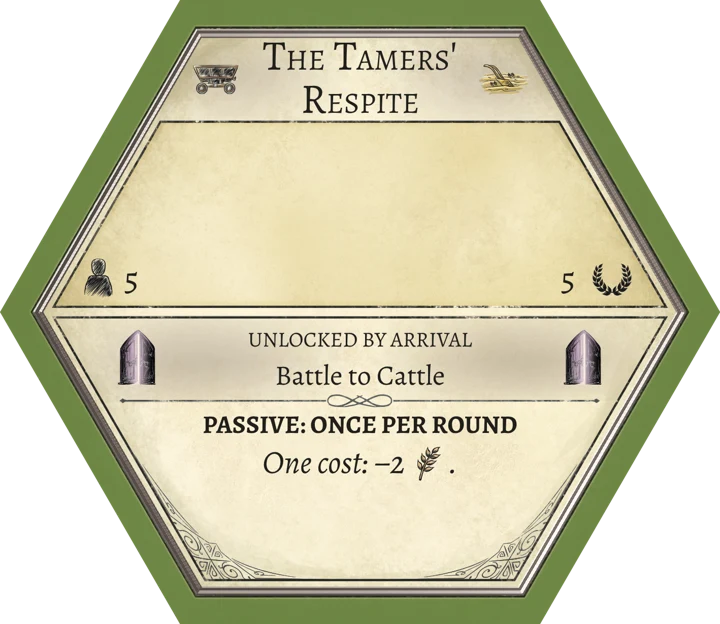 The Tamers'
Respite
5
5
UNLOCKED BY ARRIVAL
Battle to Cattle
PASSIVE: ONCE PER ROUND
One cost: –2 .